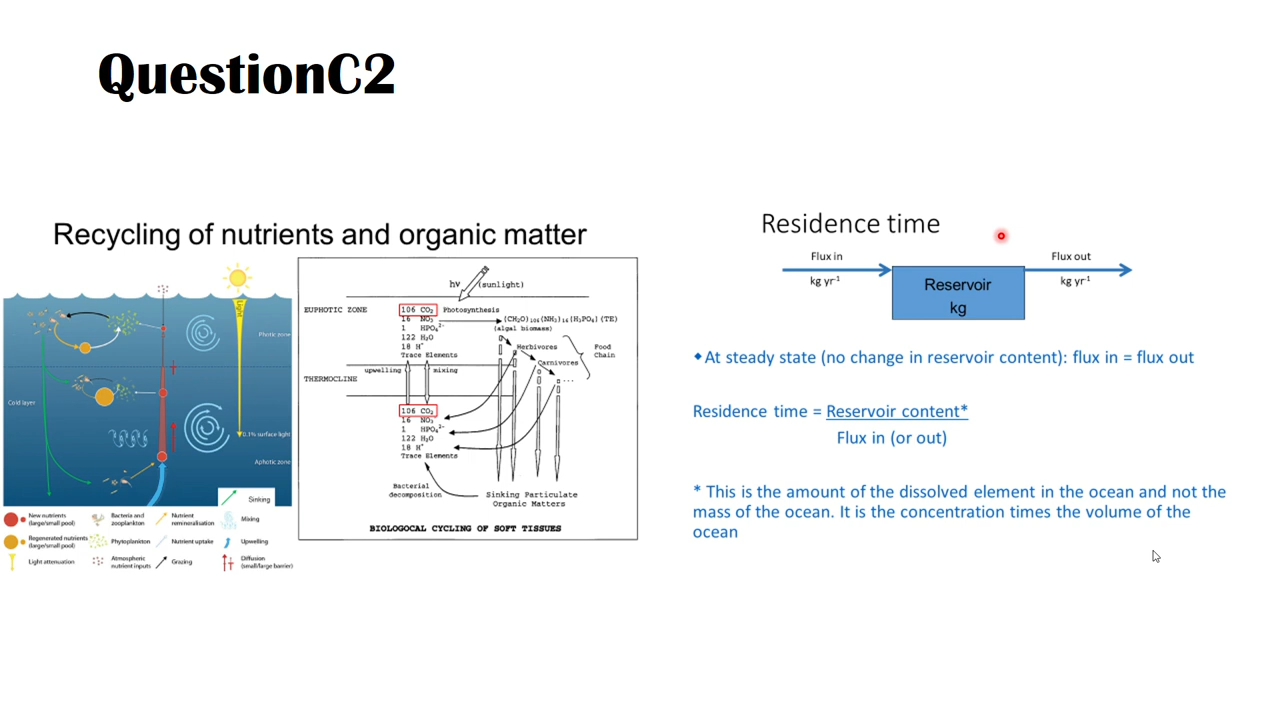 QuestionC2
Recycling of nutrients and organic matter
Light
Photic zone
Cold layer
0.1% surface light
Aphotic zone
Sinking
New nutrients
(large/small pool)
Bacteria and
zooplankton
Nutrient
remineralisation
Mixing
Regenerated nutrients
(large/small pool)
Phytoplankton
Nutrient uptake
Upwelling
Light attenuation
Atmospheric
nutrient inputs
Grazing
Diffusion
(small/large barrier)
hν (sunlight)
EUPHOTIC ZONE
106 CO₂ Photosynthesis
16 NO₃⁻ (CH₂O)₁₀₆(NH₃)₁₆(H₃PO₄)(TE)
1 HPO₄²⁻ (algal biomass)
122 H₂O
18 H⁺
Trace Elements
Herbivores
Carnivores
Food
Chain
upwelling mixing
THERMOCLINE
106 CO₂
16 NO₃⁻
1 HPO₄²⁻
122 H₂O
18 H⁺
Trace Elements
Bacterial
decomposition
Sinking Particulate
Organic Matters
BIOLOGOCAL CYCLING OF SOFT TISSUES
Residence time
Flux in
kg yr⁻¹
Reservoir
kg
Flux out
kg yr⁻¹
At steady state (no change in reservoir content): flux in = flux out
Residence time = Reservoir content*
Flux in (or out)
* This is the amount of the dissolved element in the ocean and not the
mass of the ocean. It is the concentration times the volume of the
ocean